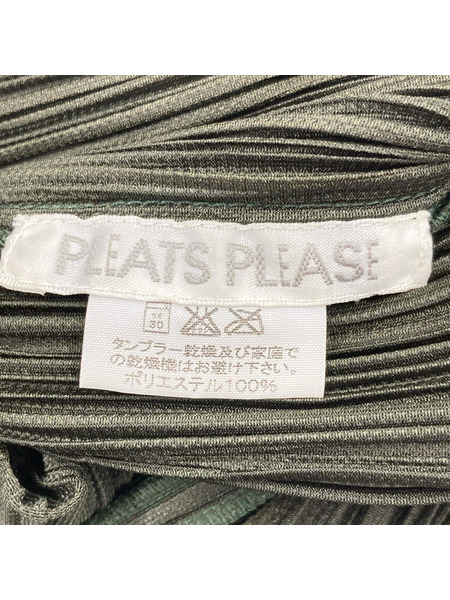 PLEATS PLEASE
30
タンブラー乾燥及び家庭で
の乾燥機はお避け下さい。
ポリエステル100%